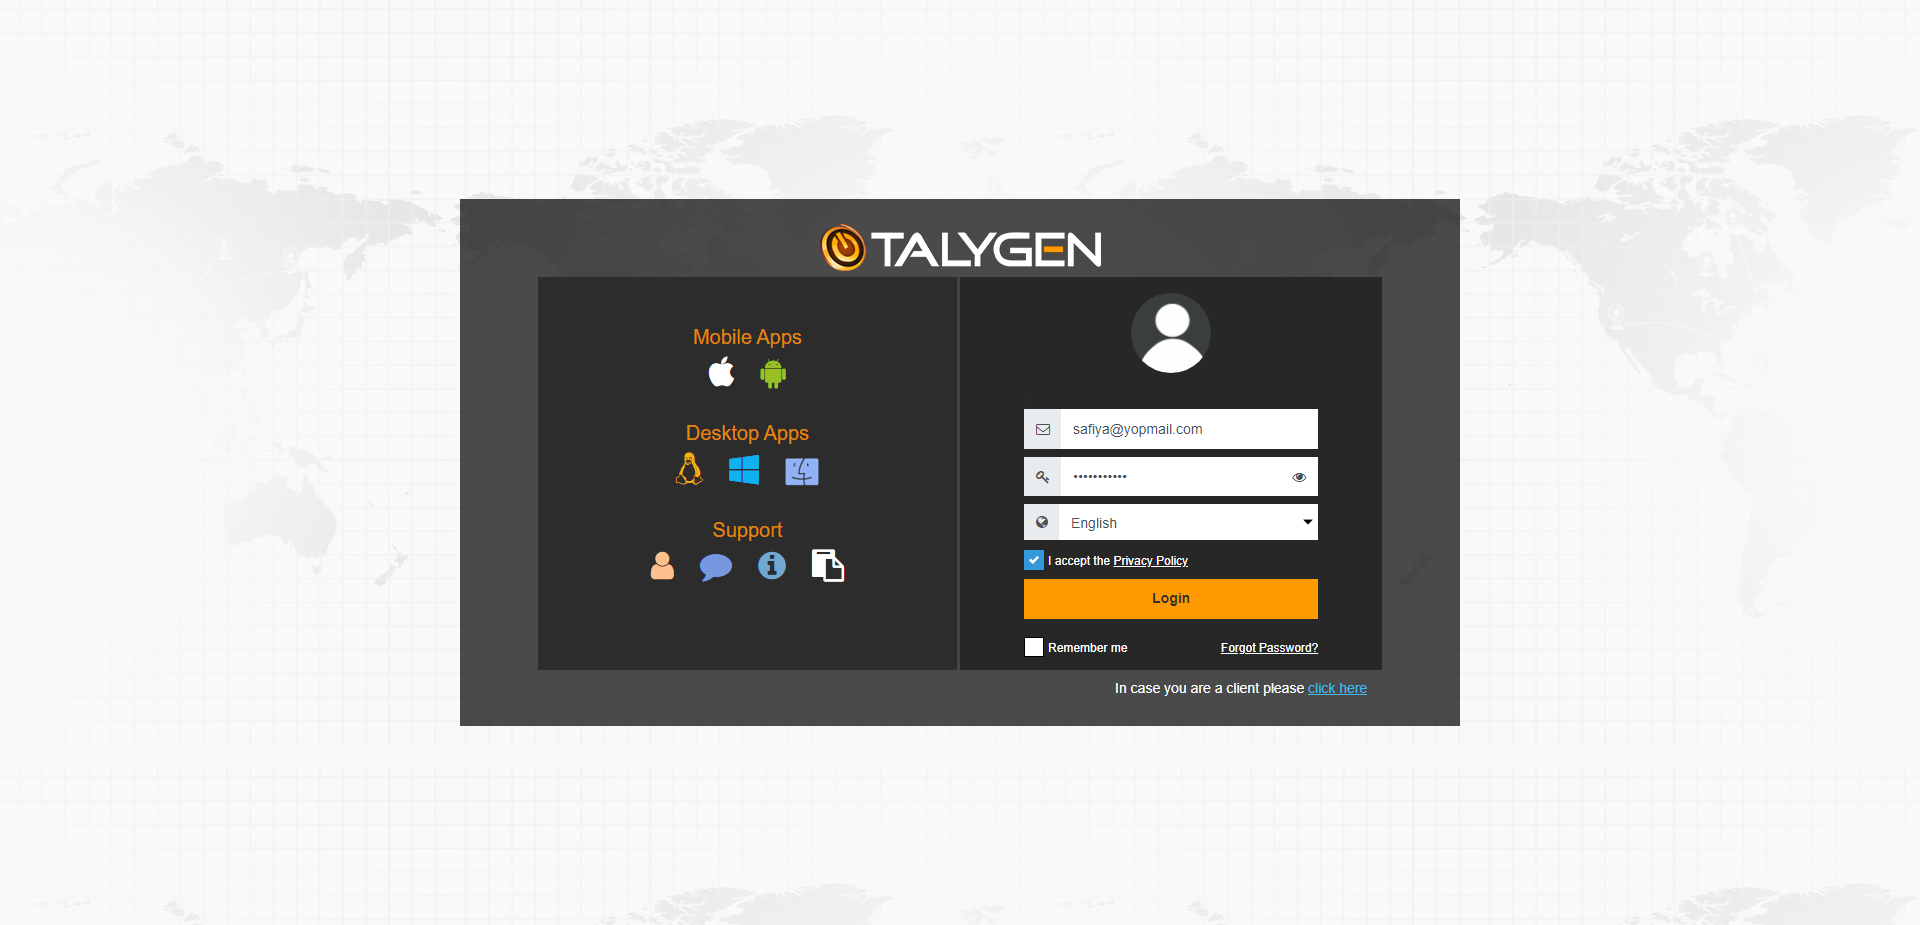 TALYGEN
Mobile Apps
Desktop Apps
Support
safiya@yopmail.com
•••••••••••
English
I accept the Privacy Policy
Login
Remember me
Forgot Password?
In case you are a client please click here